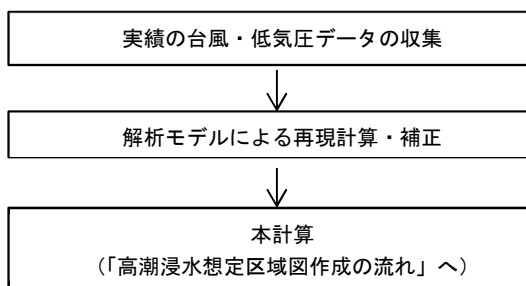 実績の台風・低気圧データの収集
解析モデルによる再現計算・補正
本計算
(「高潮浸水想定区域図作成の流れ」へ)